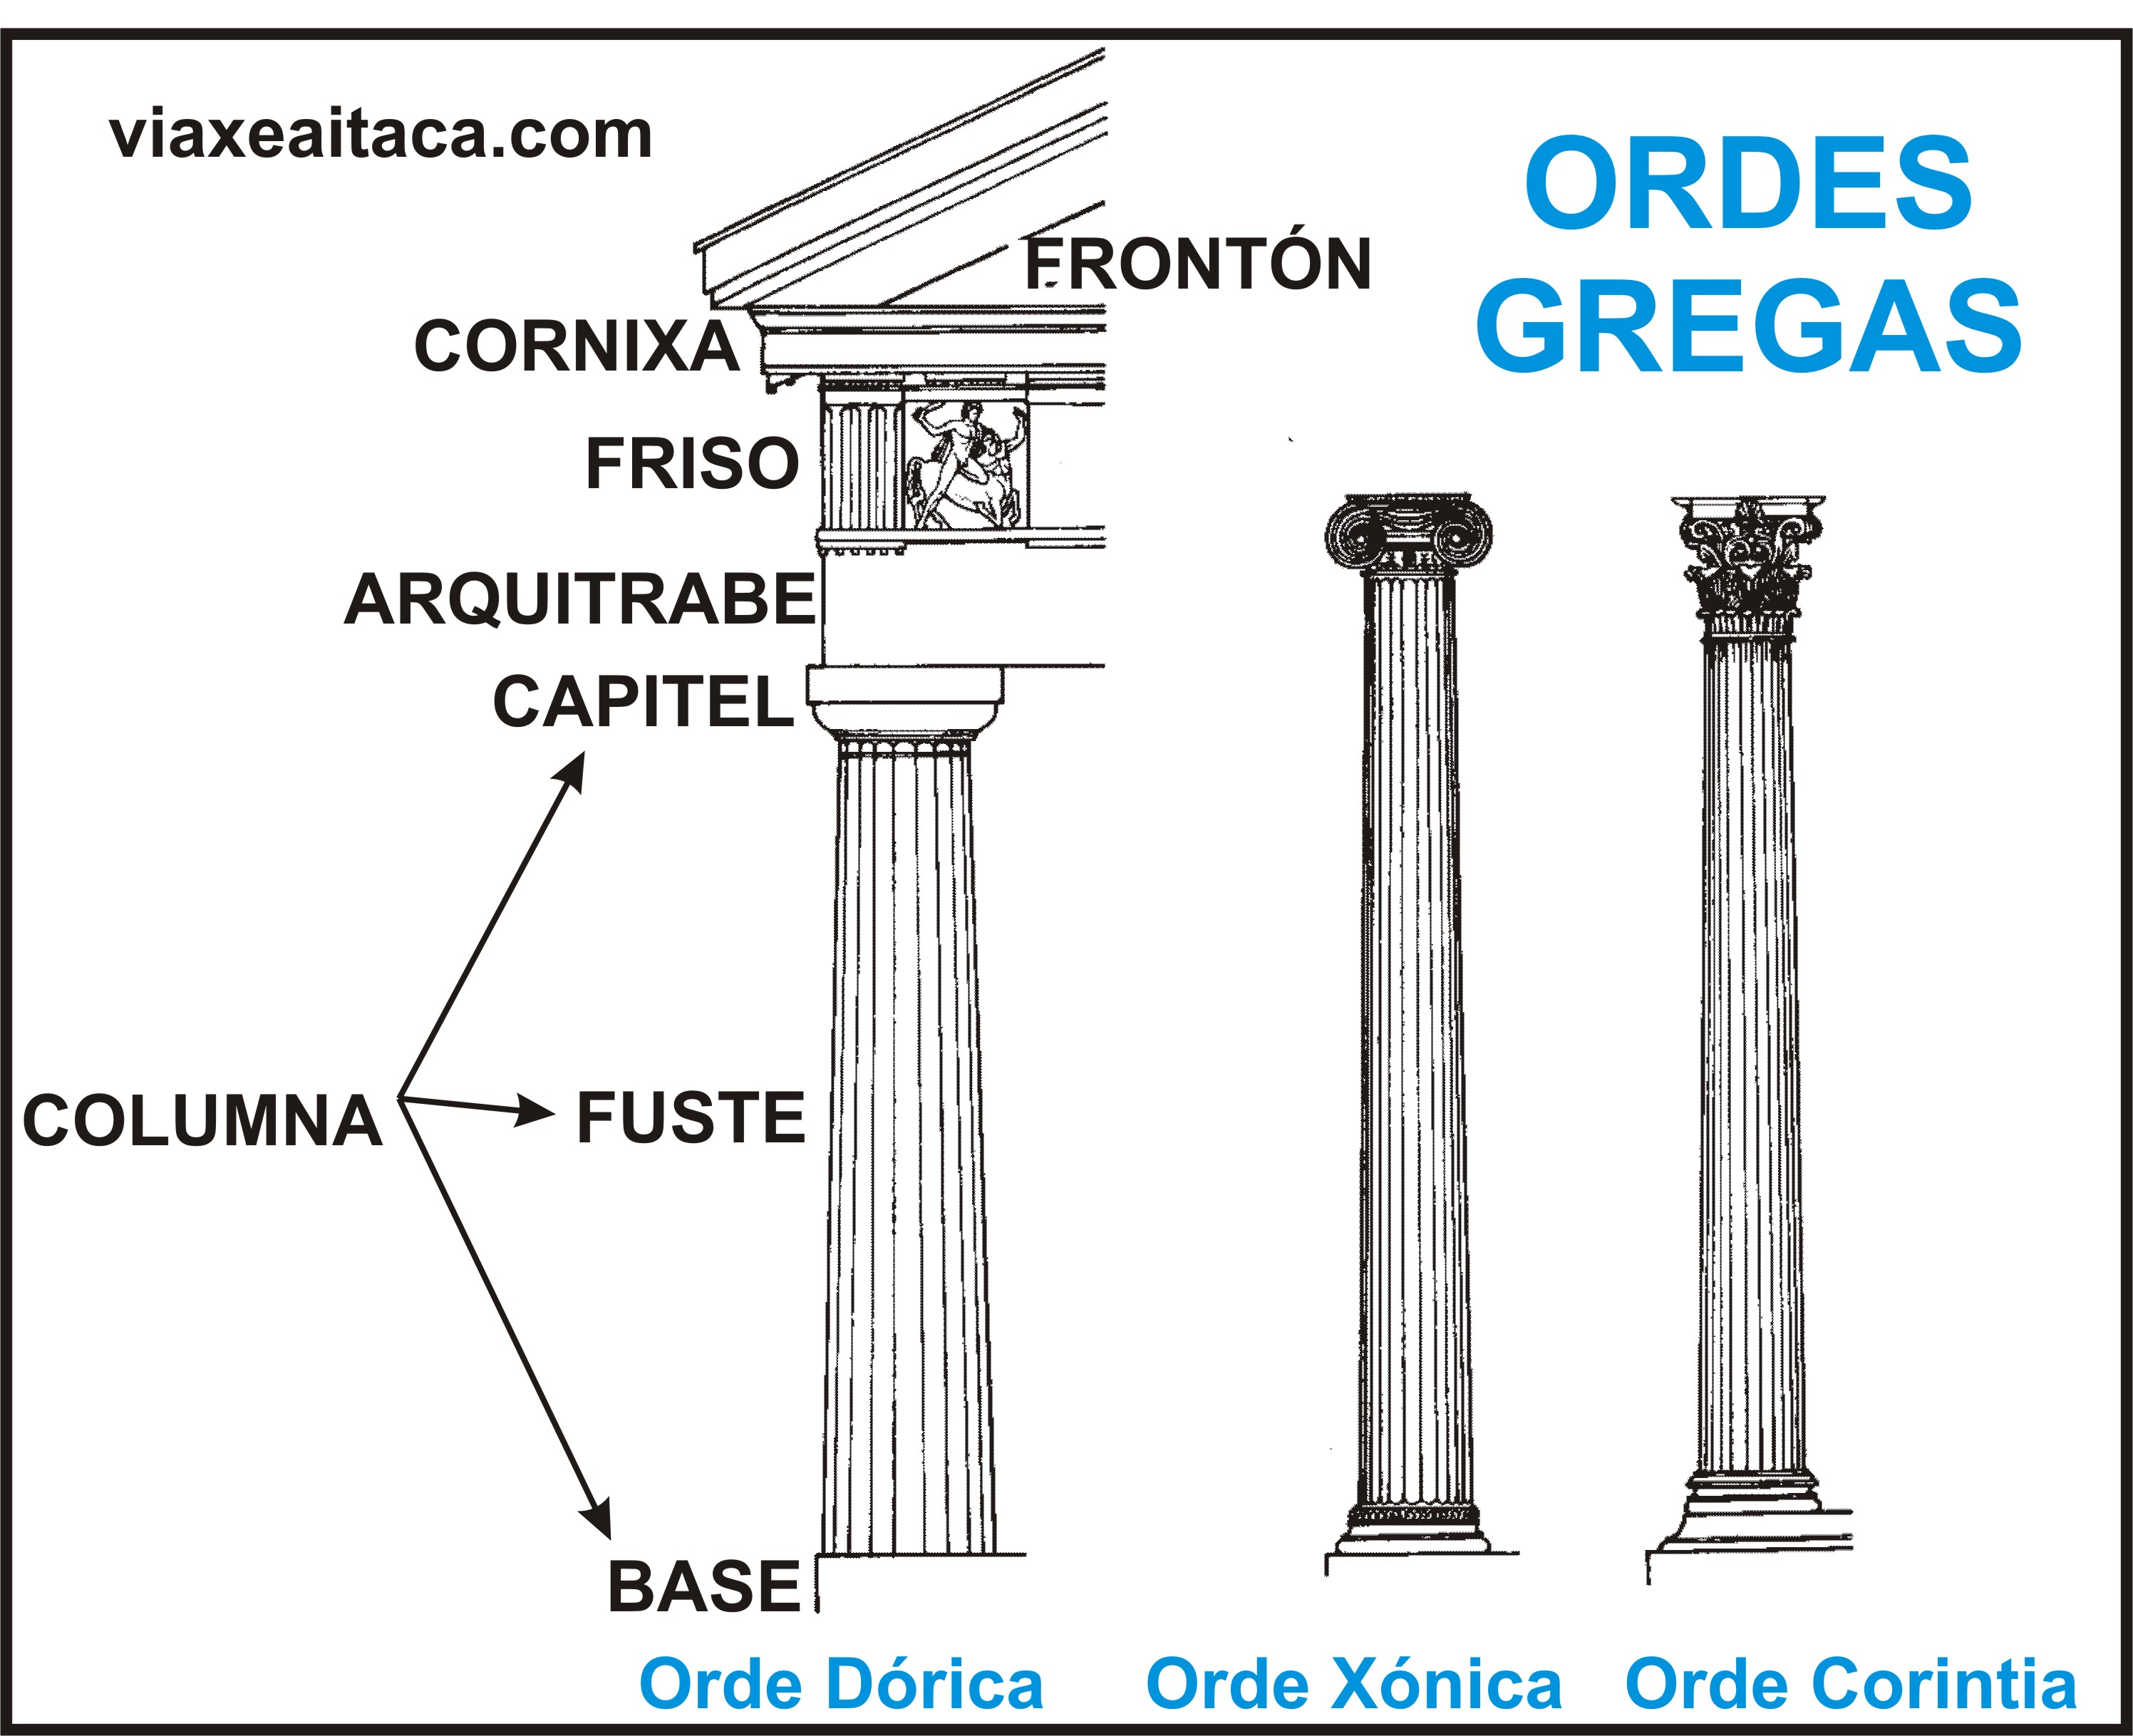 viaxeaitaca.com
ORDES
GREGAS
FRONTÓN
CORNIXA
FRISO
ARQUITRABE
CAPITEL
COLUMNA
FUSTE
BASE
Orde Dórica
Orde Xónica
Orde Corintia